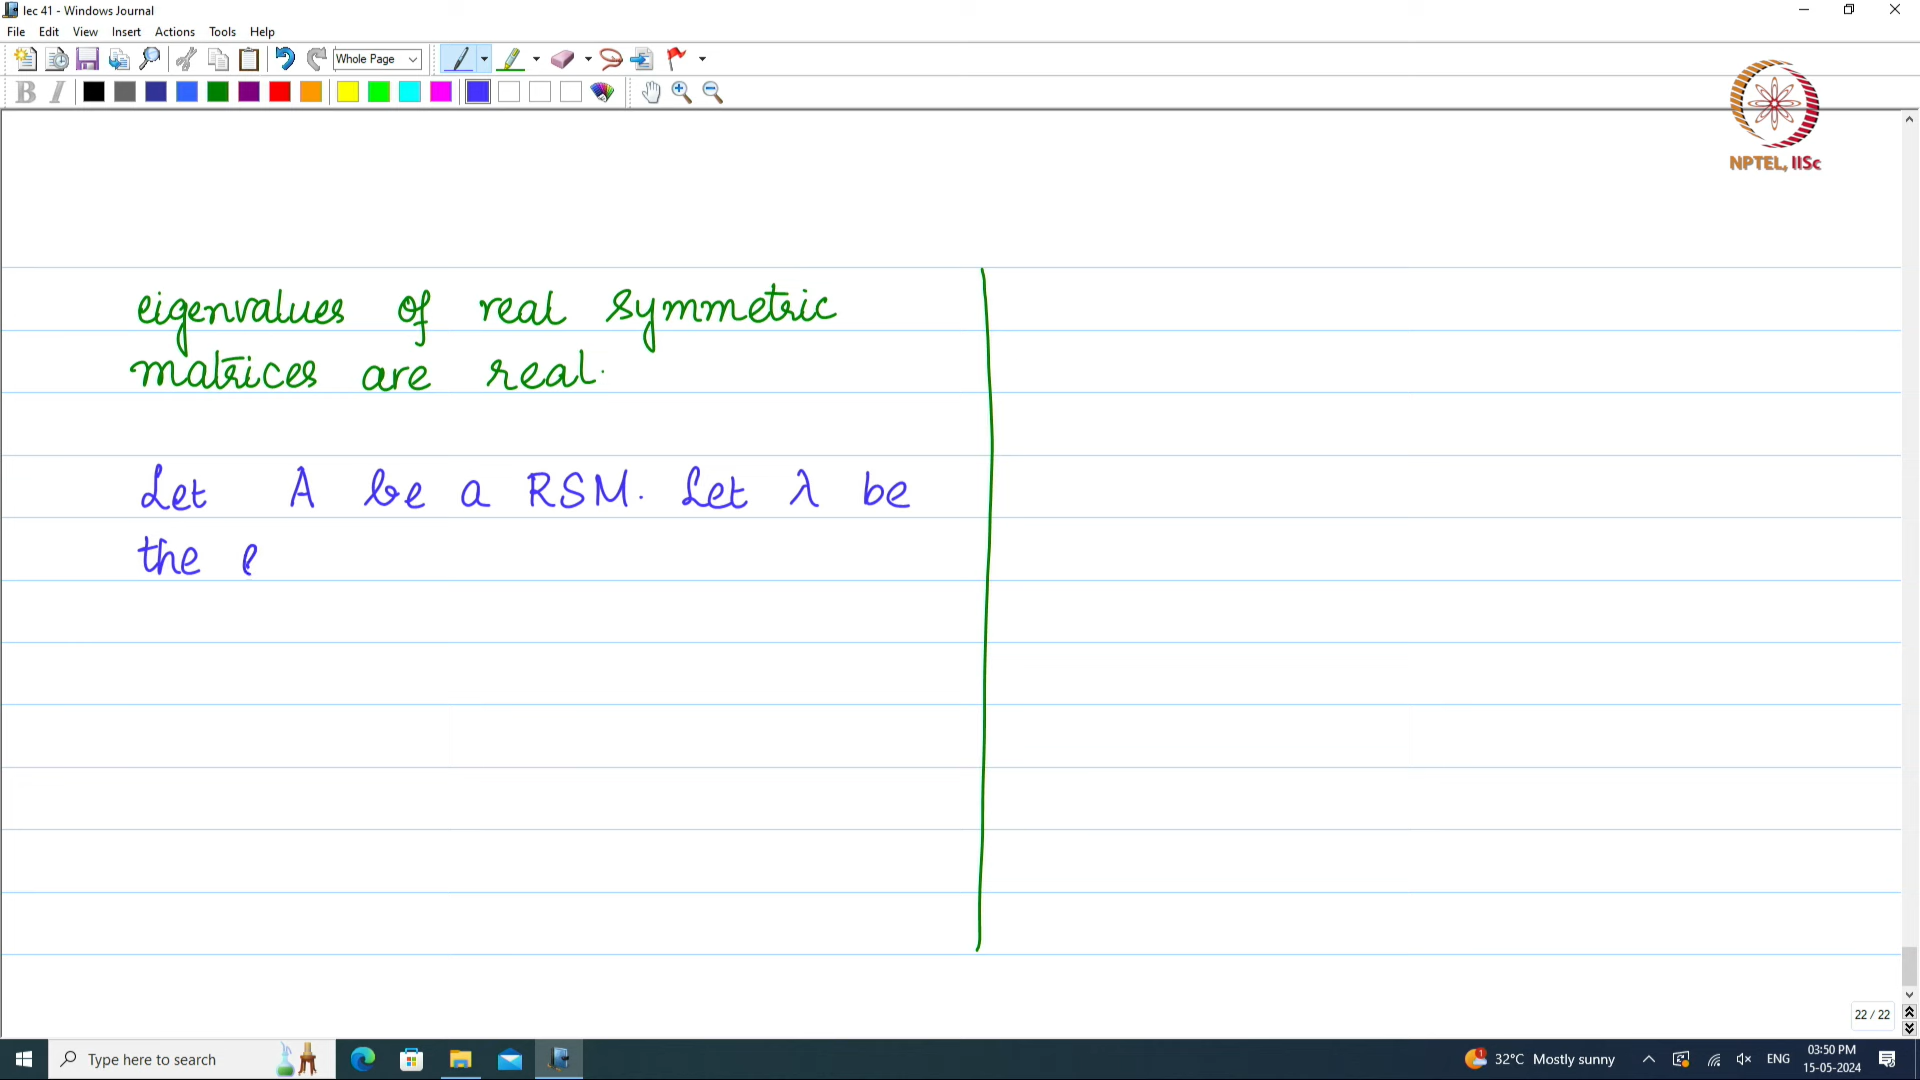 lec 41 - Windows Journal
File Edit View Insert Actions Tools Help
Whole Page
B I
NPTEL, IISc
eigenvalues of real symmetric
matrices are real.
Let A be a RSM. Let λ be
the e
22 / 22
Type here to search
1 32°C Mostly sunny
ENG
03:50 PM
15-05-2024